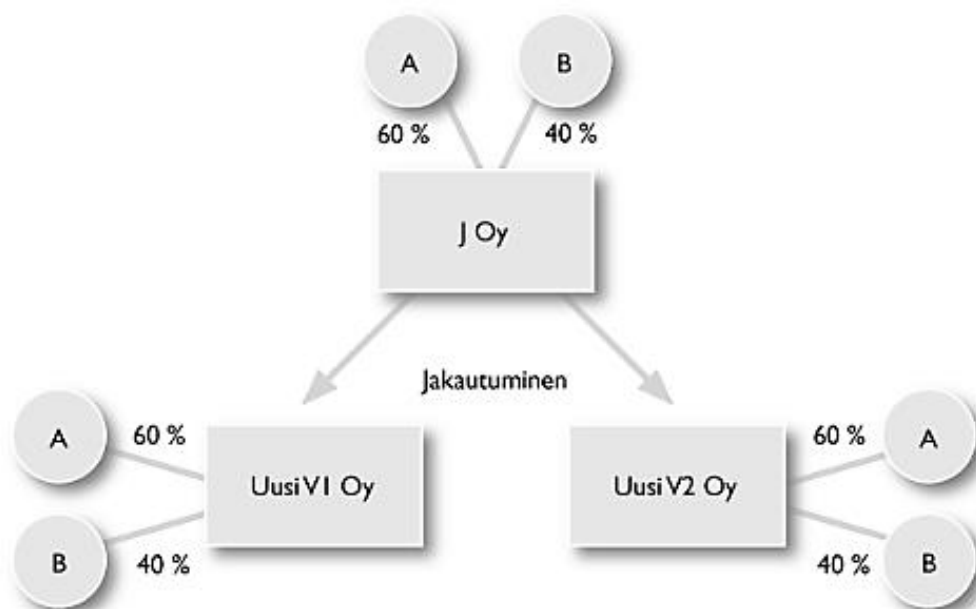 A
B
60 %
40 %
J Oy
Jakautuminen
A
60 %
Uusi V1 Oy
B
40 %
60 %
A
Uusi V2 Oy
40 %
B